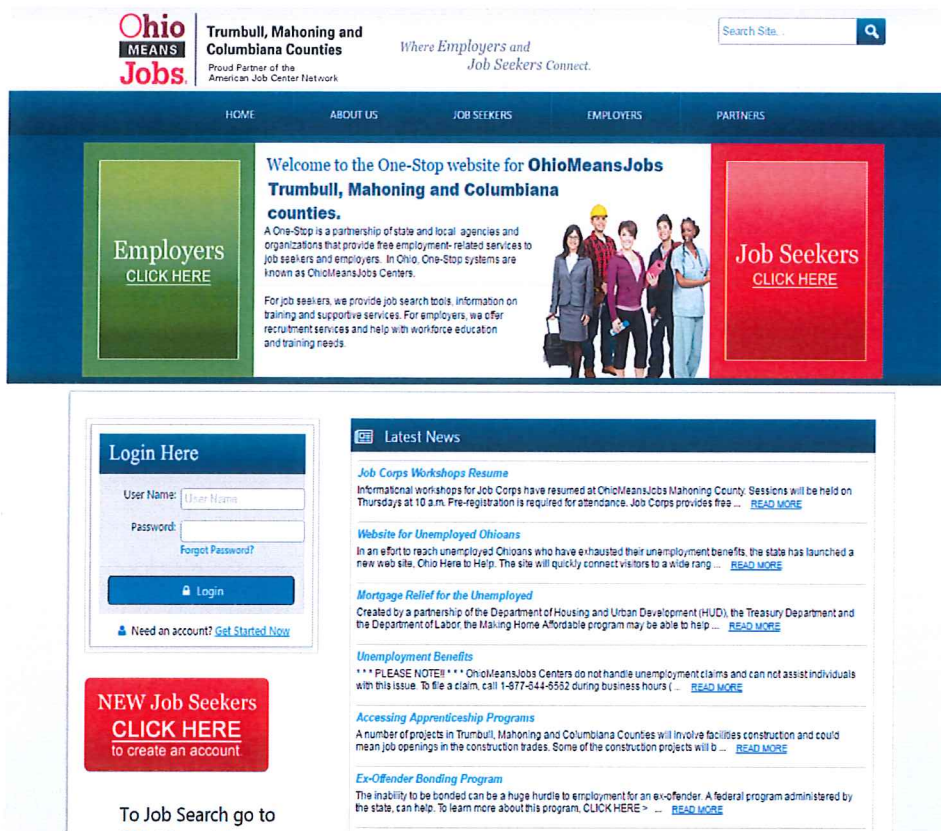 Ohio
MEANS
Jobs.
Trumbull, Mahoning and
Columbiana Counties
Proud Partner of the
American Job Center Network
Where Employers and
Job Seekers Connect.
Search Site. .
HOME
ABOUT US
JOB SEEKERS
EMPLOYERS
PARTNERS
Employers
CLICK HERE
Welcome to the One-Stop website for OhioMeansJobs
Trumbull, Mahoning and Columbiana
counties.
A One-Stop is a partnership of state and local agencies and
organizations that provide free employment-related services to
job seekers and employers. In Ohio, One-Stop systems are
known as OhioMeansJobs Centers.
For job seekers, we provide job search tools, information on
training and supportive services. For employers, we offer
recruitment services and help with workforce education
and training needs.
Job Seekers
CLICK HERE
Login Here
User Name: User Name
Password:
Forgot Password?
Login
Need an account? Get Started Now
NEW Job Seekers
CLICK HERE
to create an account.
To Job Search go to
Latest News
Job Corps Workshops Resume
Informational workshops for Job Corps have resumed at OhioMeansJobs Mahoning County. Sessions will be held on
Thursdays at 10 a.m. Pre-registration is required for attendance. Job Corps provides free ... READ MORE
Website for Unemployed Ohioans
In an effort to reach unemployed Ohioans who have exhausted their unemployment benefits, the state has launched a
new web site, Ohio Here to Help. The site will quickly connect visitors to a wide rang ... READ MORE
Mortgage Relief for the Unemployed
Created by a partnership of the Department of Housing and Urban Development (HUD), the Treasury Department and
the Department of Labor, the Making Home Affordable program may be able to help ... READ MORE
Unemployment Benefits
* * * PLEASE NOTE!! * * * OhioMeansJobs Centers do not handle unemployment claims and can not assist individuals
with this issue. To file a claim, call 1-877-644-6562 during business hours ( ... READ MORE
Accessing Apprenticeship Programs
A number of projects in Trumbull, Mahoning and Columbiana Counties will involve facilities construction and could
mean job openings in the construction trades. Some of the construction projects will b ... READ MORE
Ex-Offender Bonding Program
The inability to be bonded can be a huge hurdle to employment for an ex-offender. A federal program administered by
the state, can help. To learn more about this program, CLICK HERE > ... READ MORE